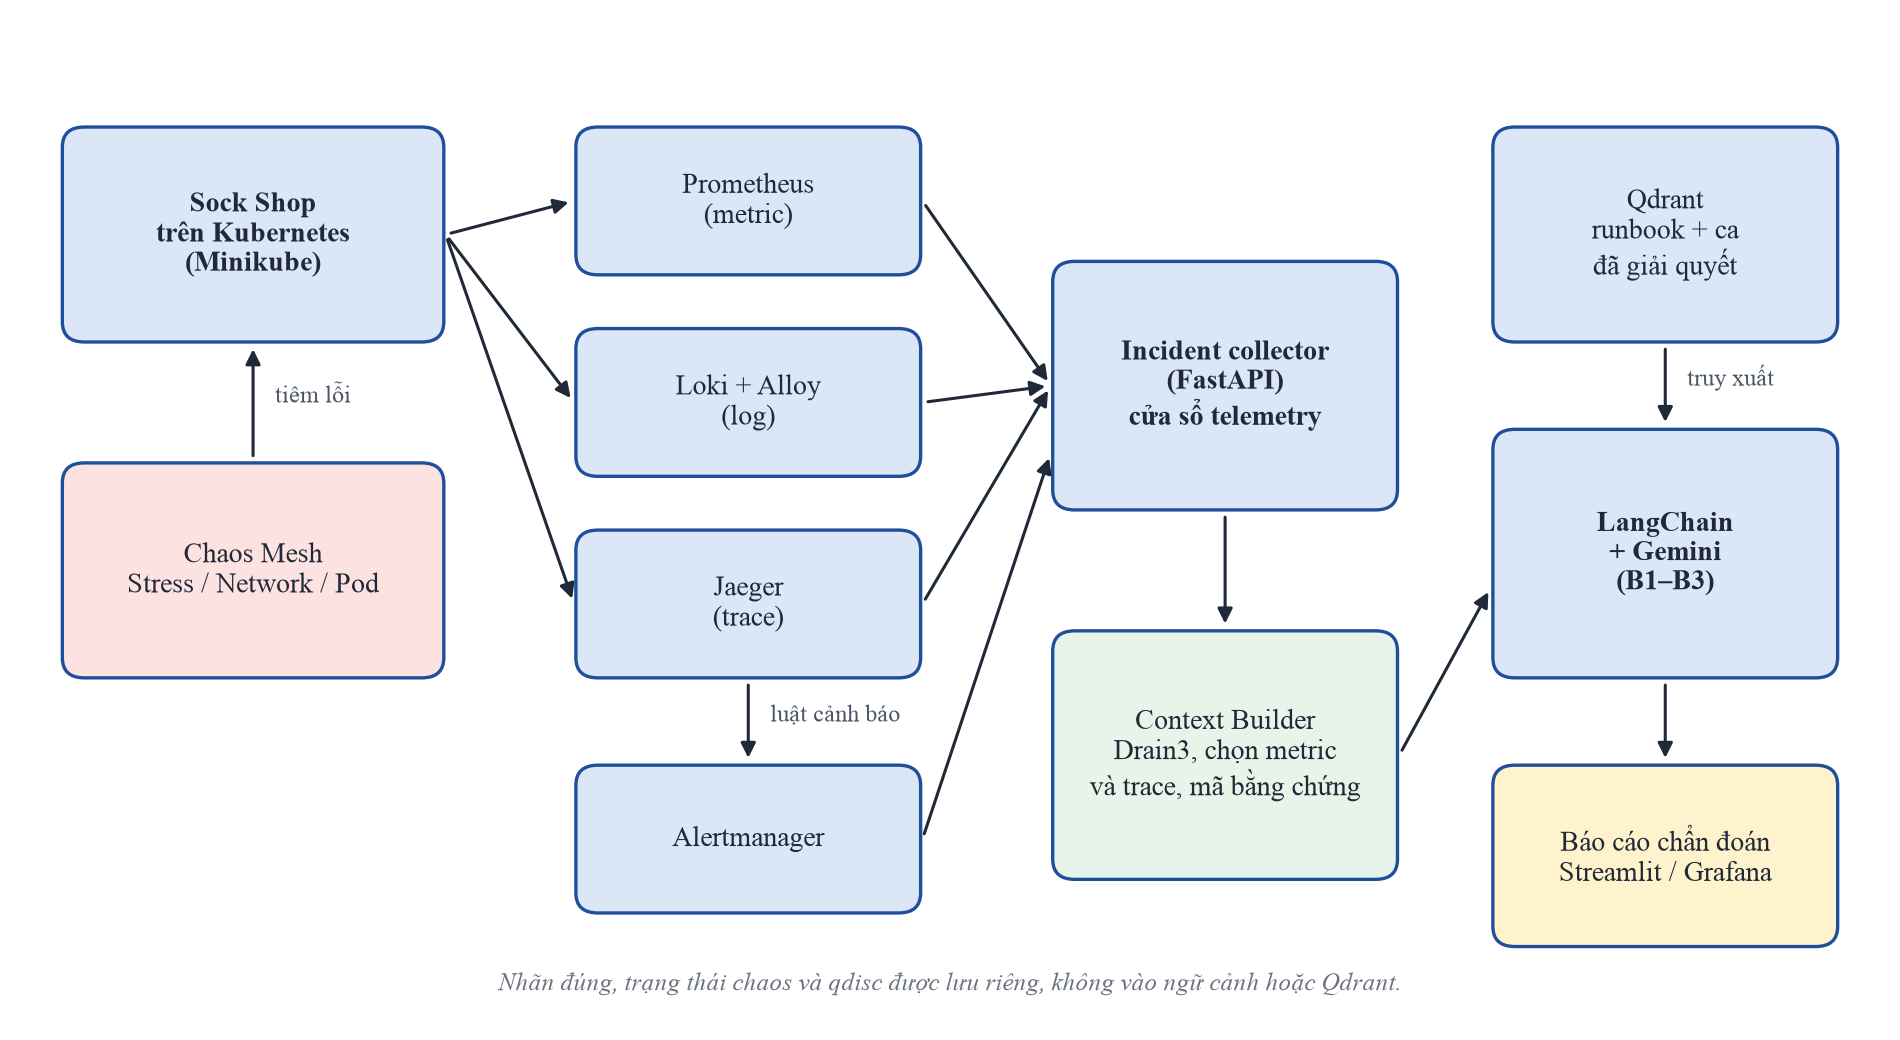 Sock Shop
trên Kubernetes
(Minikube)
tiêm lỗi
Chaos Mesh
Stress / Network / Pod
Prometheus
(metric)
Loki + Alloy
(log)
Jaeger
(trace)
luật cảnh báo
Alertmanager
Incident collector
(FastAPI)
cửa sổ telemetry
Context Builder
Drain3, chọn metric
và trace, mã bằng chứng
Qdrant
runbook + ca
đã giải quyết
truy xuất
LangChain
+ Gemini
(B1–B3)
Báo cáo chẩn đoán
Streamlit / Grafana
Nhãn đúng, trạng thái chaos và qdisc được lưu riêng, không vào ngữ cảnh hoặc Qdrant.